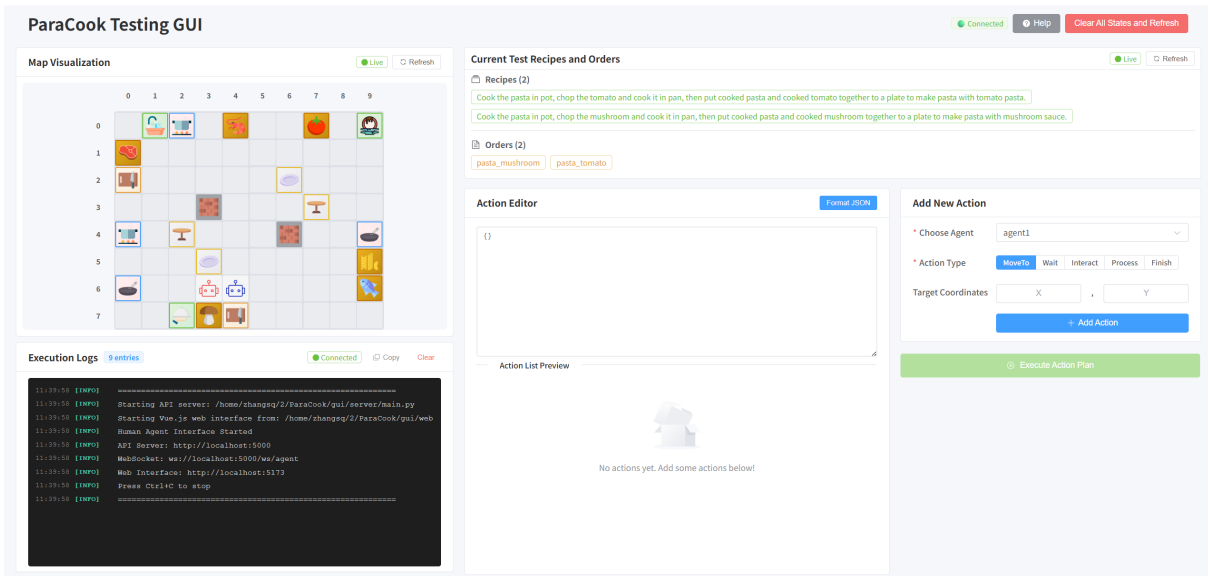 ParaCook Testing GUI
Connected
Help
Clear All States and Refresh
Map Visualization
Live
Refresh
0 1 2 3 4 5 6 7 8 9
0
1
2
3
4
5
6
7
Execution Logs
9 entries
Connected
Copy
Clear
11:39:58 [INFO] ============================================================
11:39:58 [INFO] Starting API server: /home/zhangsq/2/ParaCook/gui/server/main.py
11:39:58 [INFO] Starting Vue.js web interface from: /home/zhangsq/2/ParaCook/gui/web
11:39:58 [INFO] Human Agent Interface Started
11:39:58 [INFO] API Server: http://localhost:5000
11:39:58 [INFO] WebSocket: ws://localhost:5000/ws/agent
11:39:58 [INFO] Web Interface: http://localhost:5173
11:39:58 [INFO] Press Ctrl+C to stop
11:39:58 [INFO] ============================================================
Current Test Recipes and Orders
Live
Refresh
Recipes (2)
Cook the pasta in pot, chop the tomato and cook it in pan, then put cooked pasta and cooked tomato together to a plate to make pasta with tomato pasta.
Cook the pasta in pot, chop the mushroom and cook it in pan, then put cooked pasta and cooked mushroom together to a plate to make pasta with mushroom sauce.
Orders (2)
pasta_mushroom
pasta_tomato
Action Editor
Format JSON
{}
Action List Preview
No actions yet. Add some actions below!
Add New Action
* Choose Agent
agent1
* Action Type
MoveTo
Wait
Interact
Process
Finish
Target Coordinates
X
,
Y
+ Add Action
Execute Action Plan